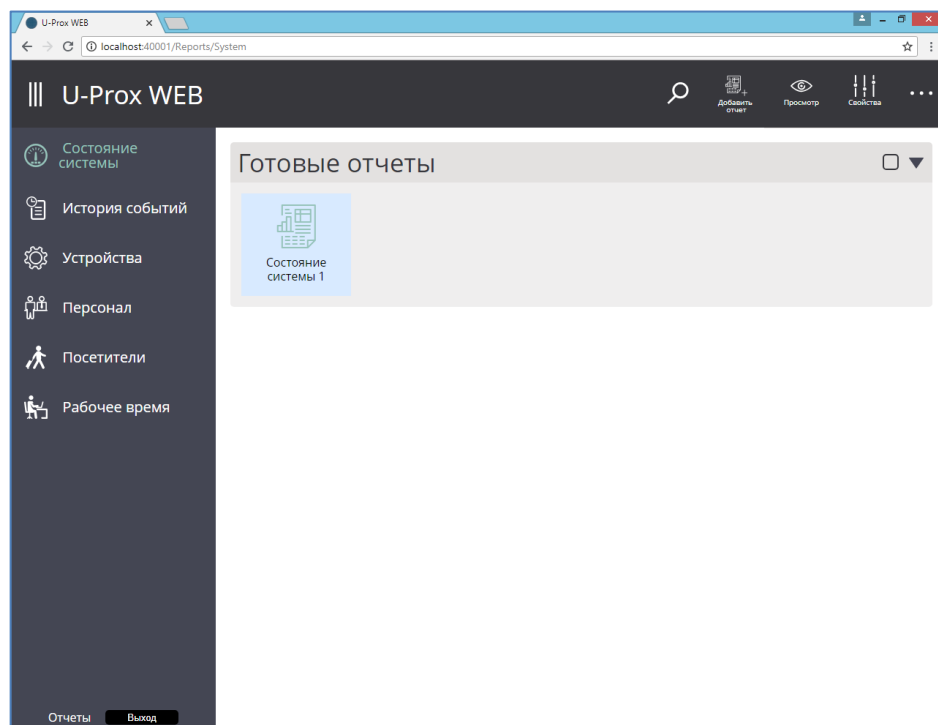 U-Prox WEB
localhost:40001/Reports/System
U-Prox WEB
Добавить
отчет
Просмотр
Свойства
Состояние
системы
История событий
Устройства
Персонал
Посетители
Рабочее время
Готовые отчеты
Состояние
системы 1
Отчеты
Выход